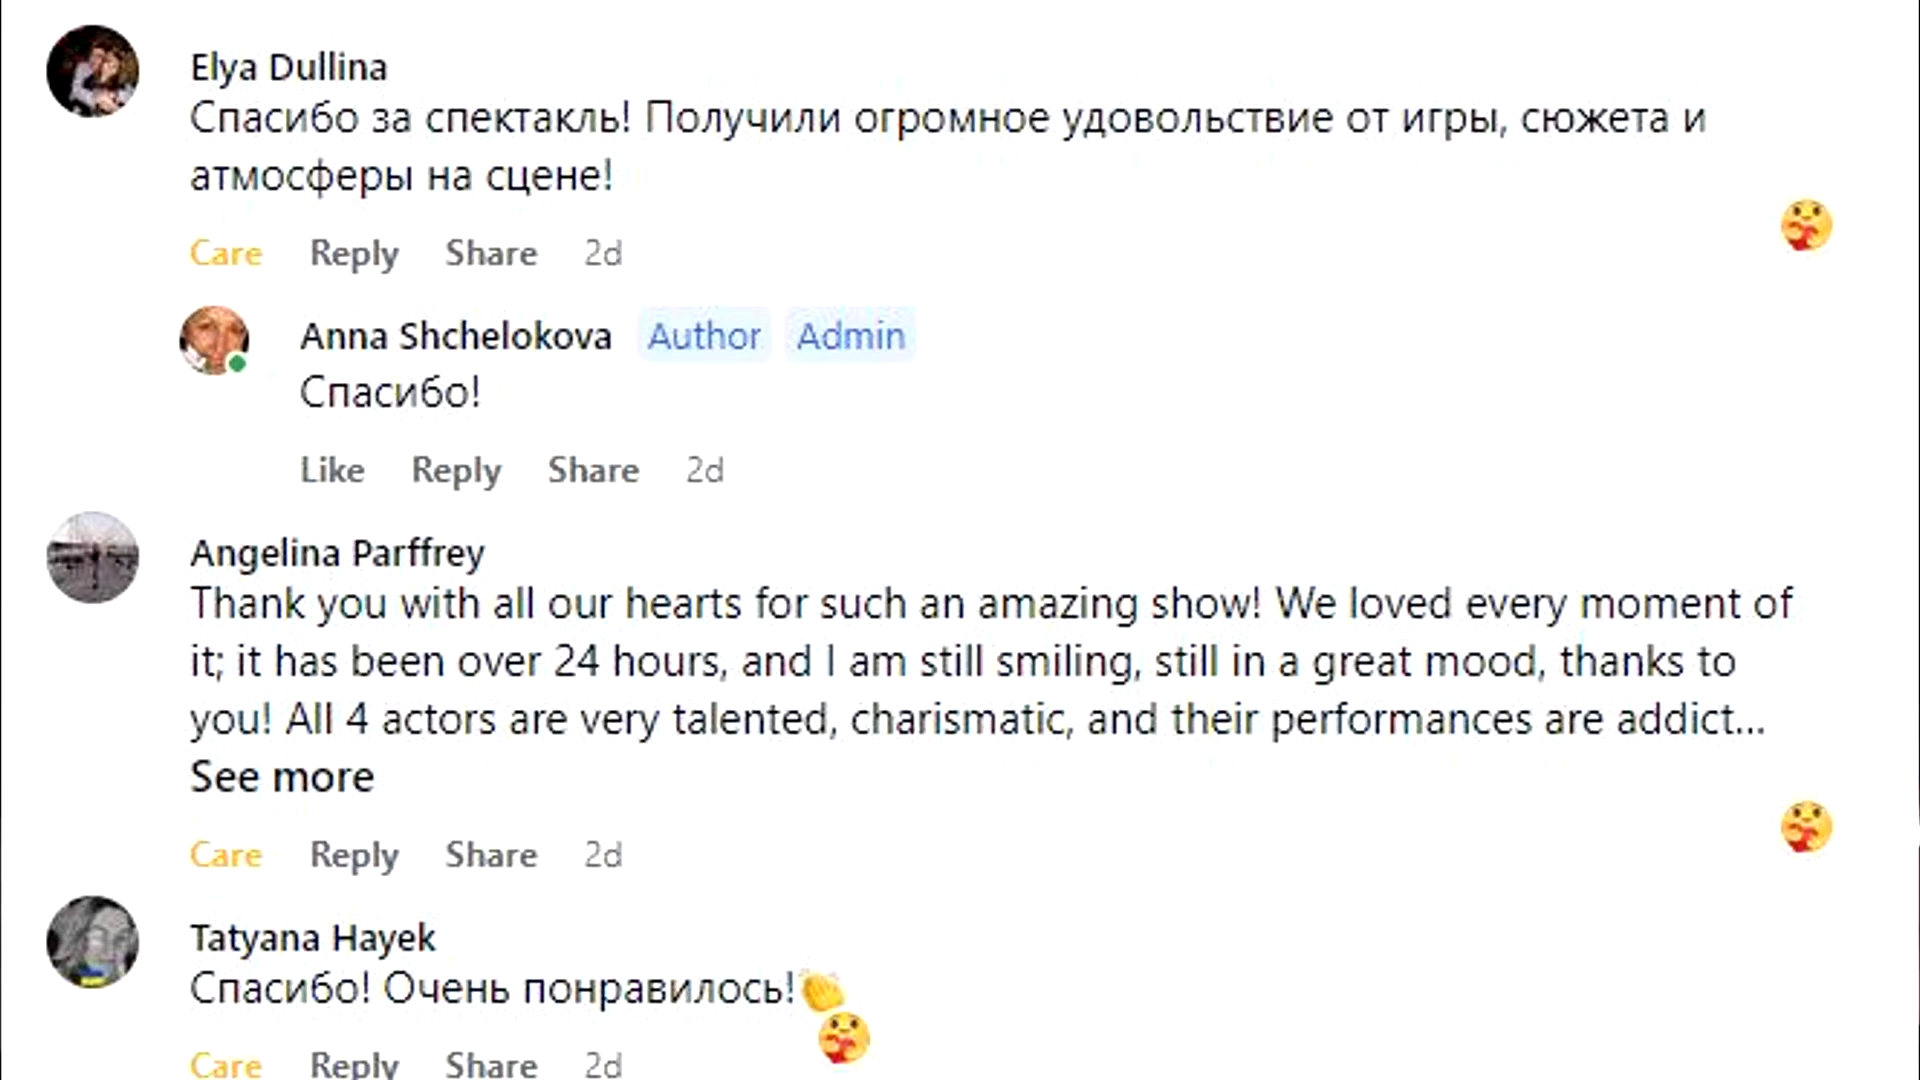 Elya Dullina
Спасибо за спектакль! Получили огромное удовольствие от игры, сюжета и
атмосферы на сцене!
Care Reply Share 2d
Anna Shchelokova Author Admin
Спасибо!
Like Reply Share 2d
Angelina Parffrey
Thank you with all our hearts for such an amazing show! We loved every moment of
it; it has been over 24 hours, and I am still smiling, still in a great mood, thanks to
you! All 4 actors are very talented, charismatic, and their performances are addict...
See more
Care Reply Share 2d
Tatyana Hayek
Спасибо! Очень понравилось!👏
Care Reply Share 2d